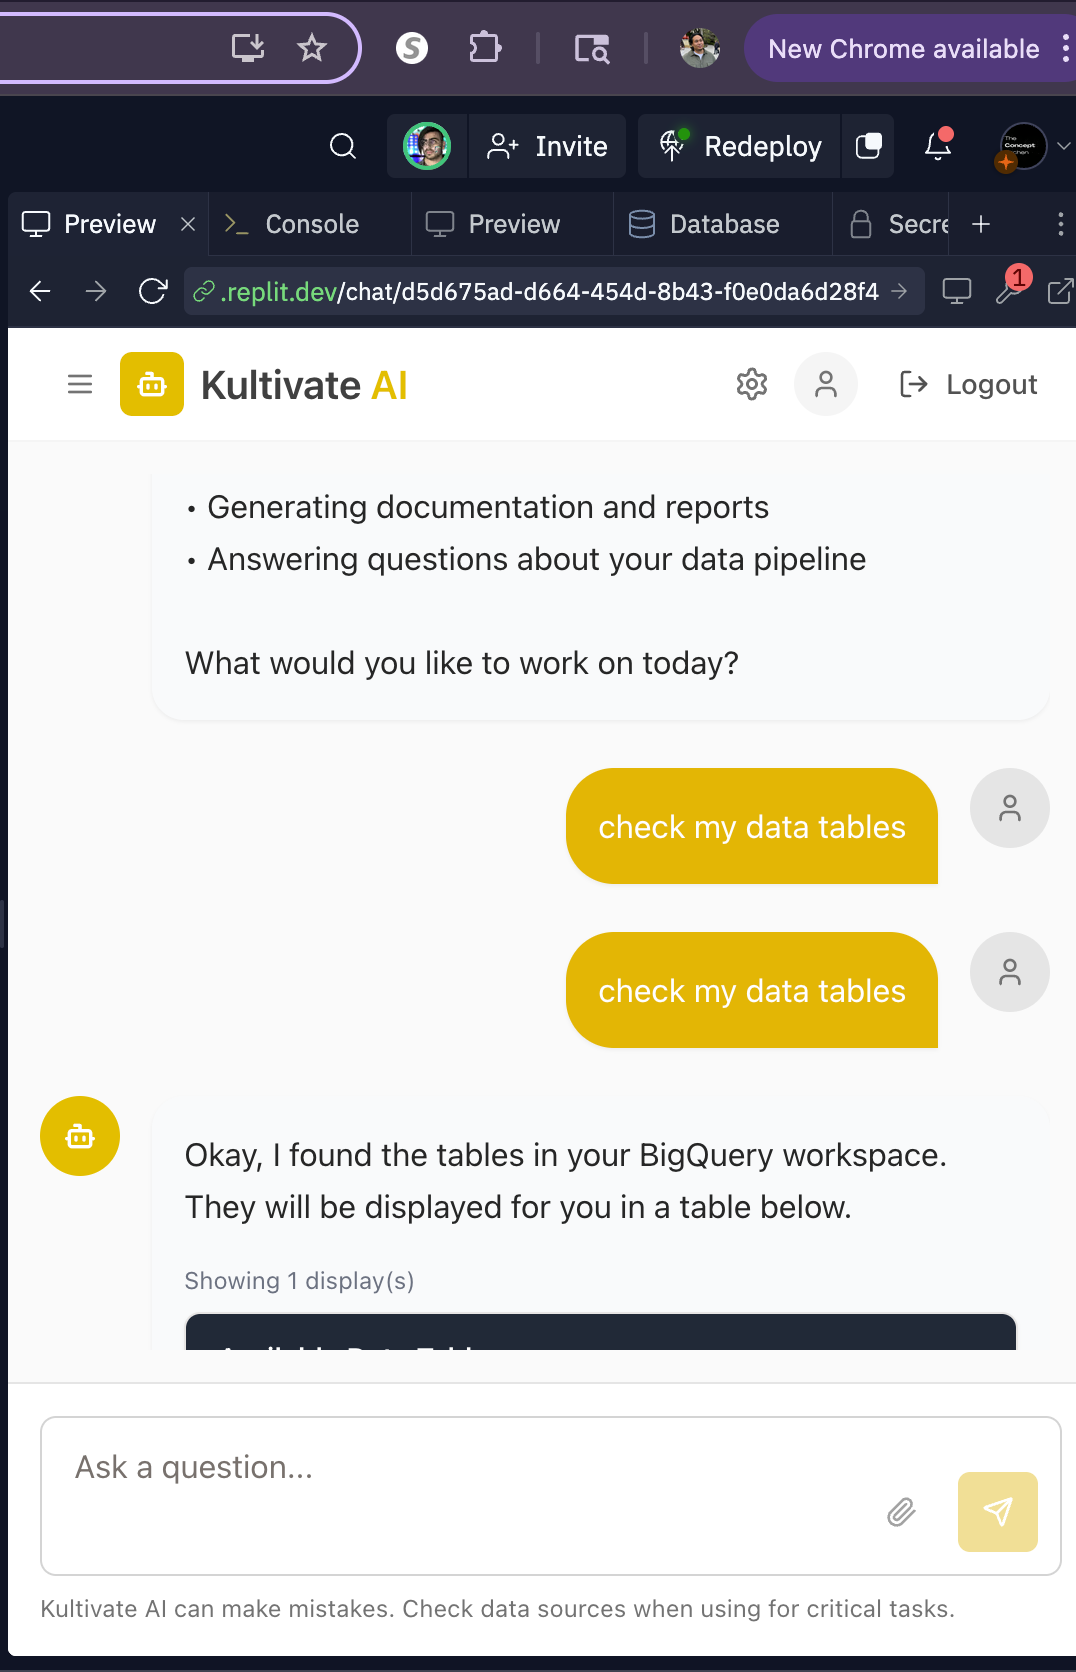 New Chrome available
Invite
Redeploy
The
Concept
Preview
Console
Preview
Database
Secre
.replit.dev/chat/d5d675ad-d664-454d-8b43-f0e0da6d28f4
1
Kultivate AI
Logout
• Generating documentation and reports
• Answering questions about your data pipeline
What would you like to work on today?
check my data tables
check my data tables
Okay, I found the tables in your BigQuery workspace.
They will be displayed for you in a table below.
Showing 1 display(s)
Ask a question...
Kultivate AI can make mistakes. Check data sources when using for critical tasks.